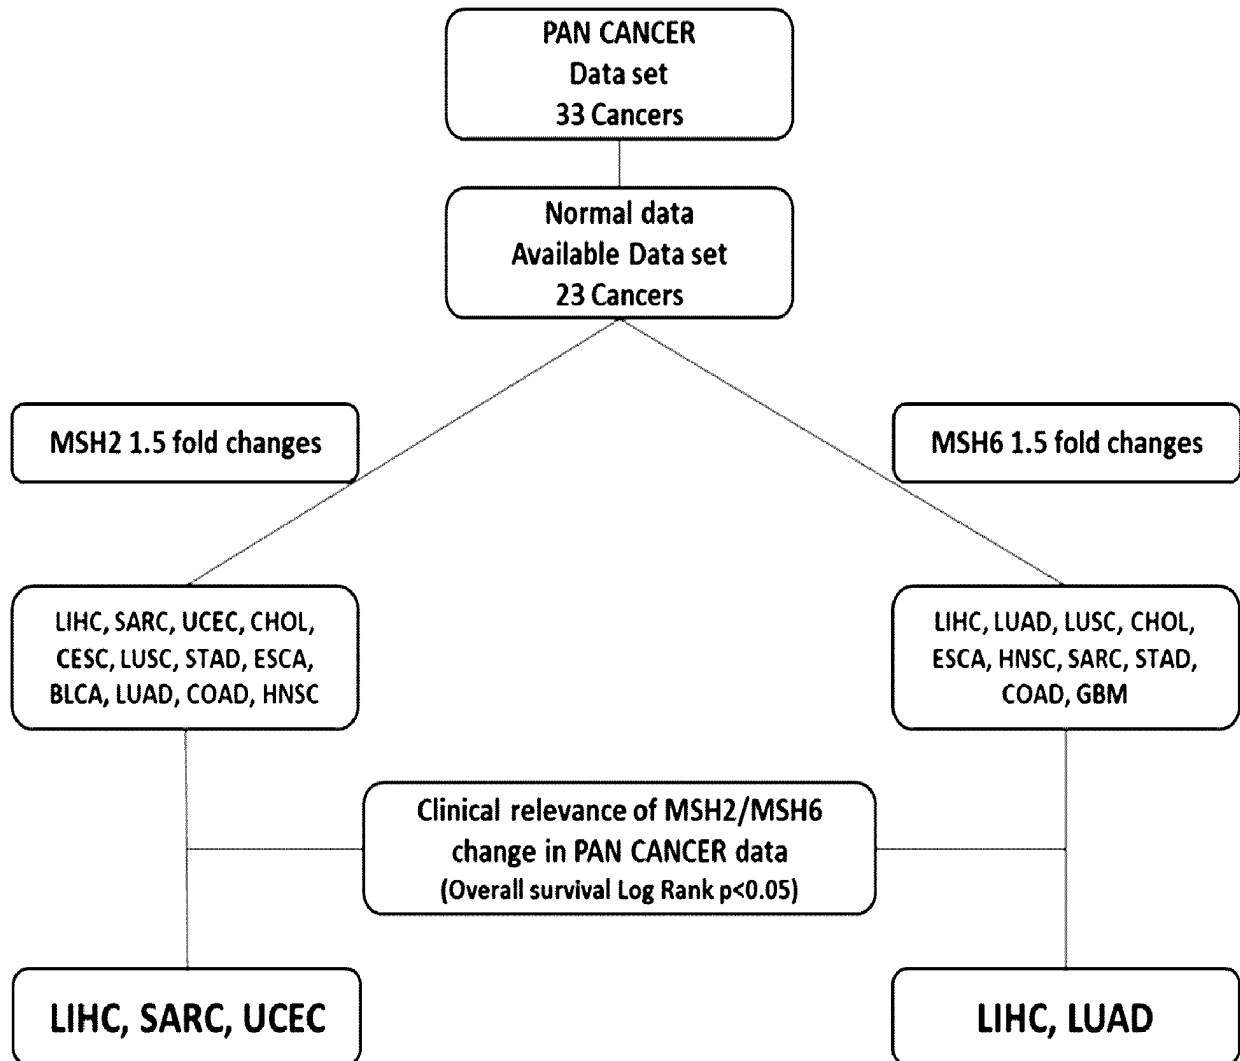 PAN CANCER
Data set
33 Cancers
Normal data
Available Data set
23 Cancers
MSH2 1.5 fold changes
MSH6 1.5 fold changes
LIHC, SARC, UCEC, CHOL,
CESC, LUSC, STAD, ESCA,
BLCA, LUAD, COAD, HNSC
LIHC, LUAD, LUSC, CHOL,
ESCA, HNSC, SARC, STAD,
COAD, GBM
Clinical relevance of MSH2/MSH6
change in PAN CANCER data
(Overall survival Log Rank p<0.05)
LIHC, SARC, UCEC
LIHC, LUAD